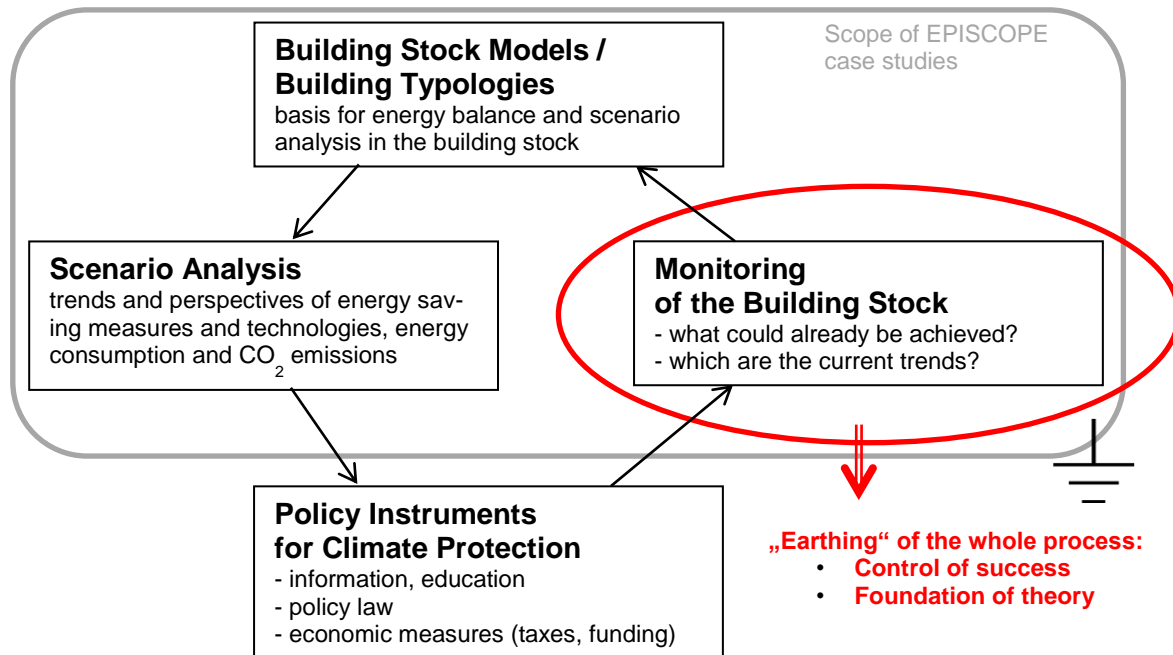 Scope of EPISCOPE
case studies
Building Stock Models /
Building Typologies
basis for energy balance and scenario
analysis in the building stock
Scenario Analysis
trends and perspectives of energy sav-
ing measures and technologies, energy
consumption and CO2 emissions
Monitoring
of the Building Stock
- what could already be achieved?
- which are the current trends?
Policy Instruments
for Climate Protection
- information, education
- policy law
- economic measures (taxes, funding)
„Earthing“ of the whole process:
• Control of success
• Foundation of theory